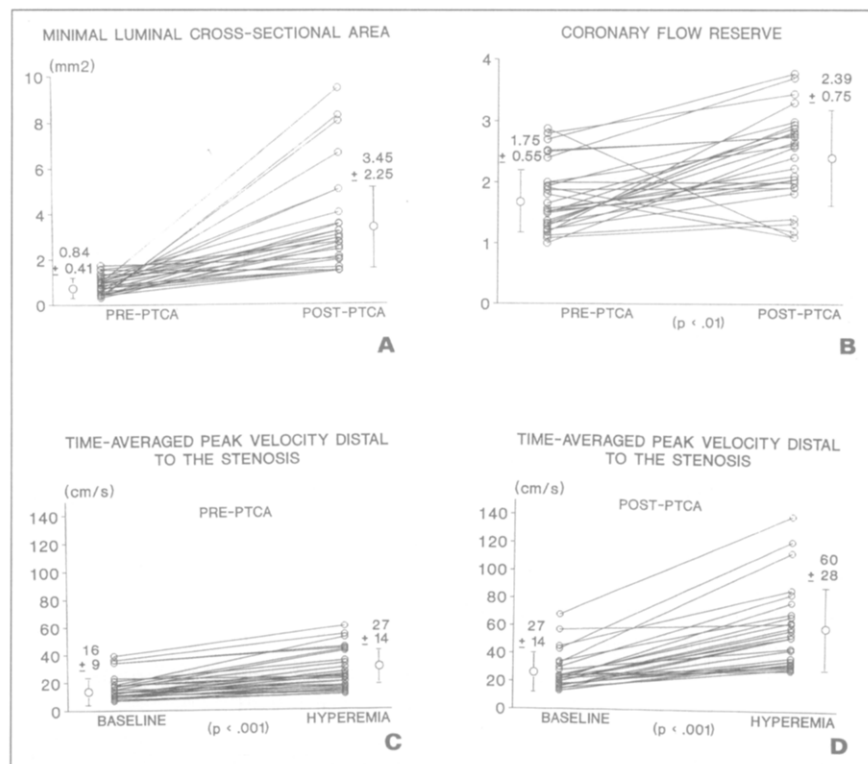 MINIMAL LUMINAL CROSS-SECTIONAL AREA
(mm2)
10
8
6
4
2
0
0.84
± 0.41
3.45
± 2.25
PRE-PTCA
POST-PTCA
A
CORONARY FLOW RESERVE
4
3
2
1
0
1.75
± 0.55
2.39
± 0.75
PRE-PTCA
(p < .01)
POST-PTCA
B
TIME-AVERAGED PEAK VELOCITY DISTAL
TO THE STENOSIS
(cm/s)
PRE-PTCA
140
120
100
80
60
40
20
0
16
± 9
27
± 14
BASELINE
(p < .001)
HYPEREMIA
C
TIME-AVERAGED PEAK VELOCITY DISTAL
TO THE STENOSIS
(cm/s)
POST-PTCA
140
120
100
80
60
40
20
0
27
± 14
60
± 28
BASELINE
(p < .001)
HYPEREMIA
D